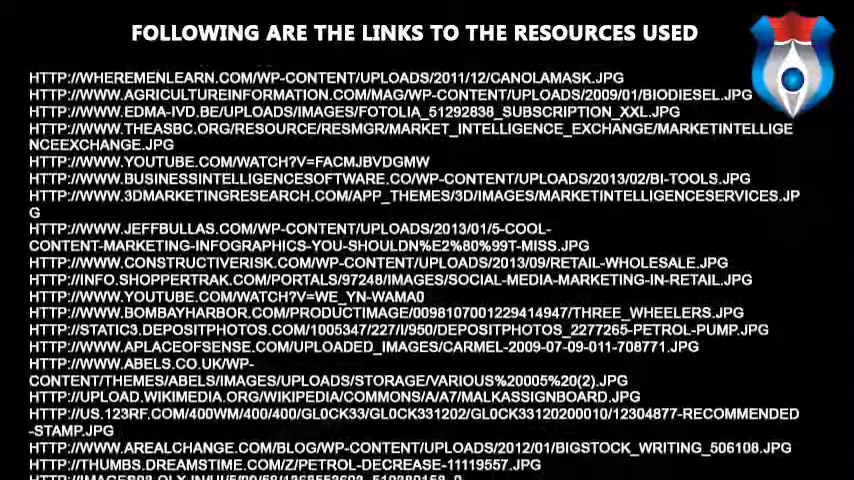 FOLLOWING ARE THE LINKS TO THE RESOURCES USED
HTTP://WHEREMENLEARN.COM/WP-CONTENT/UPLOADS/2011/12/CANOLAMASK.JPG
HTTP://WWW.AGRICULTUREINFORMATION.COM/MAG/WP-CONTENT/UPLOADS/2009/01/BIODIESEL.JPG
HTTP://WWW.EDMA-IVD.BE/UPLOADS/IMAGES/FOTOLIA_51292838_SUBSCRIPTION_XXL.JPG
HTTP://WWW.THEASBC.ORG/RESOURCE/RESMGR/MARKET_INTELLIGENCE_EXCHANGE/MARKETINTELLIGE
NCEEXCHANGE.JPG
HTTP://WWW.YOUTUBE.COM/WATCH?V=FACMJBVDGMW
HTTP://WWW.BUSINESSINTELLIGENCESOFTWARE.CO/WP-CONTENT/UPLOADS/2013/02/BI-TOOLS.JPG
HTTP://WWW.3DMARKETINGRESEARCH.COM/APP_THEMES/3D/IMAGES/MARKETINTELLIGENCESERVICES.JP
G
HTTP://WWW.JEFFBULLAS.COM/WP-CONTENT/UPLOADS/2013/01/5-COOL-
CONTENT-MARKETING-INFOGRAPHICS-YOU-SHOULDN%E2%80%99T-MISS.JPG
HTTP://WWW.CONSTRUCTIVERISK.COM/WP-CONTENT/UPLOADS/2013/09/RETAIL-WHOLESALE.JPG
HTTP://INFO.SHOPPERTRAK.COM/PORTALS/97248/IMAGES/SOCIAL-MEDIA-MARKETING-IN-RETAIL.JPG
HTTP://WWW.YOUTUBE.COM/WATCH?V=WE_YN-WAMA0
HTTP://WWW.BOMBAYHARBOR.COM/PRODUCTIMAGE/0098107001229414947/THREE_WHEELERS.JPG
HTTP://STATIC3.DEPOSITPHOTOS.COM/1005347/227/I/950/DEPOSITPHOTOS_2277265-PETROL-PUMP.JPG
HTTP://WWW.APLACEOFSENSE.COM/UPLOADED_IMAGES/CARMEL-2009-07-09-011-708771.JPG
HTTP://WWW.ABELS.CO.UK/WP-
CONTENT/THEMES/ABELS/IMAGES/UPLOADS/STORAGE/VARIOUS%20005%20(2).JPG
HTTP://UPLOAD.WIKIMEDIA.ORG/WIKIPEDIA/COMMONS/A/A7/MALKASSIGNBOARD.JPG
HTTP://US.123RF.COM/400WM/400/400/GL0CK33/GL0CK331202/GL0CK33120200010/12304877-RECOMMENDED
-STAMP.JPG
HTTP://WWW.AREALCHANGE.COM/BLOG/WP-CONTENT/UPLOADS/2012/01/BIGSTOCK_WRITING_506108.JPG
HTTP://THUMBS.DREAMSTIME.COM/Z/PETROL-DECREASE-11119557.JPG